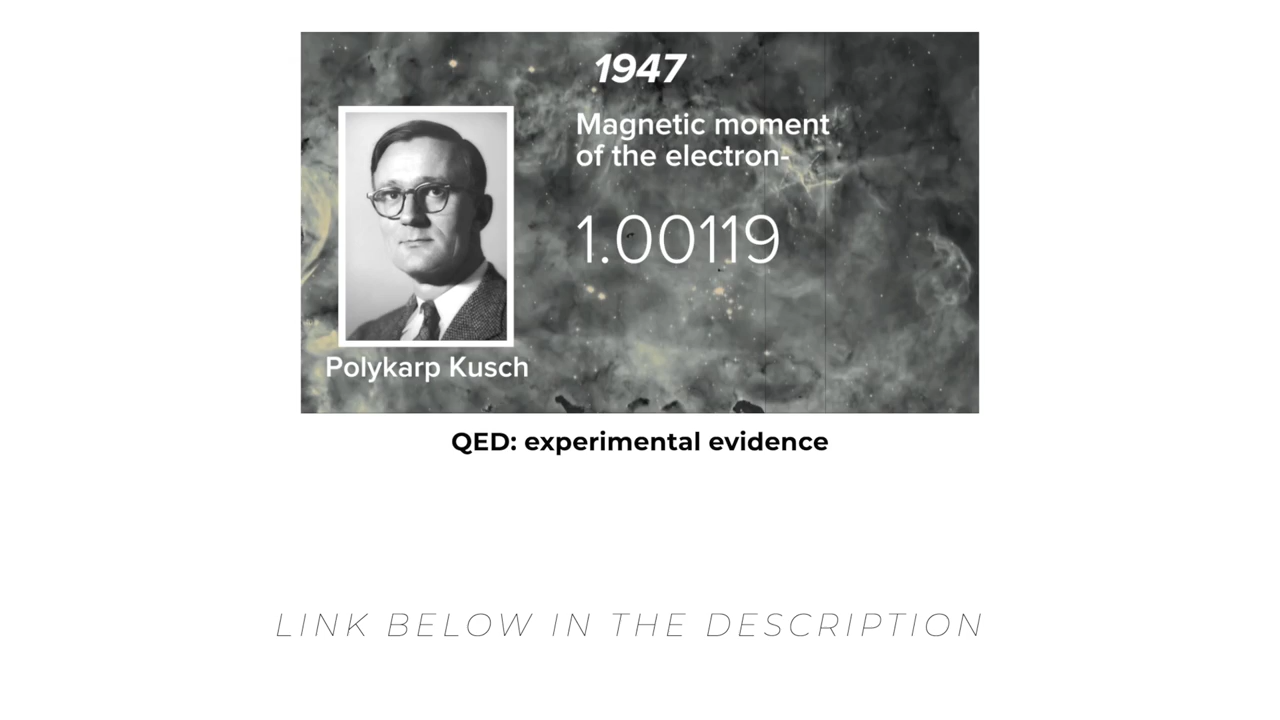 1947
Magnetic moment
of the electron-
1.00119
Polykarp Kusch
QED: experimental evidence
LINK BELOW IN THE DESCRIPTION